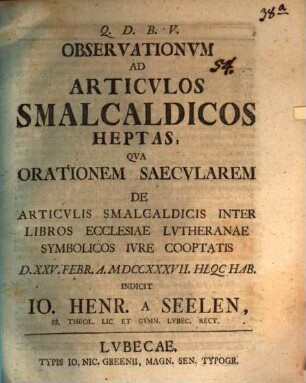 38a
Q. D. B. V.
OBSERVATIONVM
AD
54.
ARTICVLOS
SMALCALDICOS
HEPTAS,
QVA
ORATIONEM SAECVLAREM
DE
ARTICVLIS SMALCALDICIS INTER
LIBROS ECCLESIAE LVTHERANAE
SYMBOLICOS IVRE COOPTATIS
D. XXV. FEBR. A. MDCCXXXVII. HLQC HAB.
INDICIT
IO. HENR. A SEELEN,
SS. THEOL. LIC. ET GYMN. LVBEC. RECT.
LVBECAE,
TYPIS IO. NIC. GREENII, MAGN. SEN. TYPOGR.